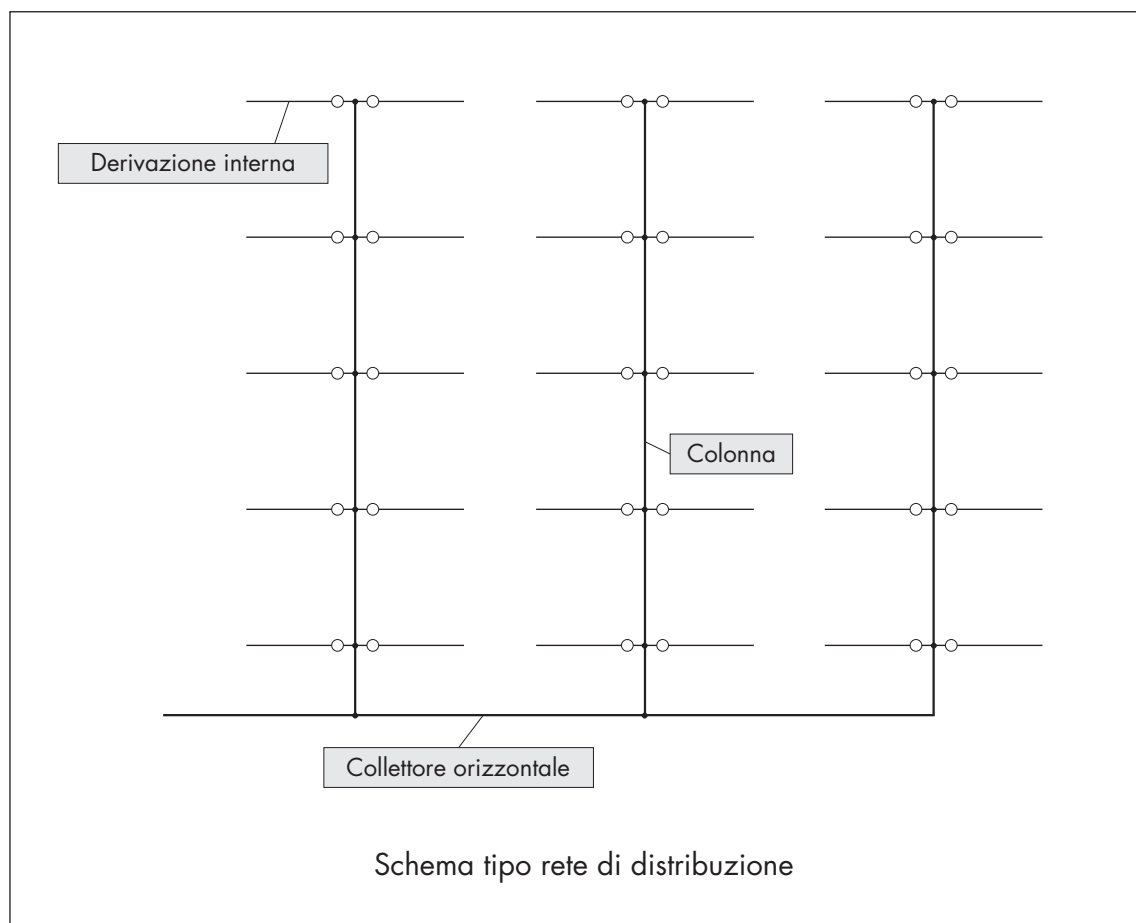 Derivazione interna
Colonna
Collettore orizzontale
Schema tipo rete di distribuzione